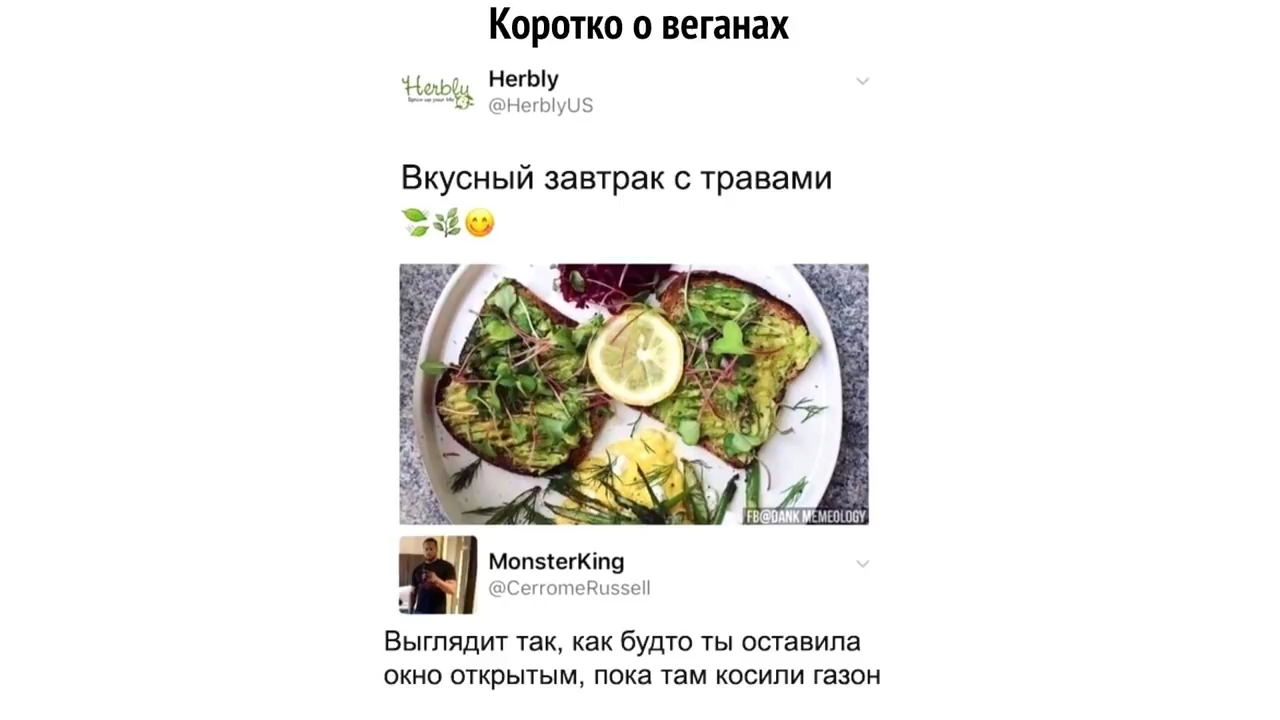 Коротко о веганах
Herbly
Herbly
@HerblyUS
Вкусный завтрак с травами
FB@DANK MEMEOLOGY
MonsterKing
@CerromeRussell
Выглядит так, как будто ты оставила
окно открытым, пока там косили газон